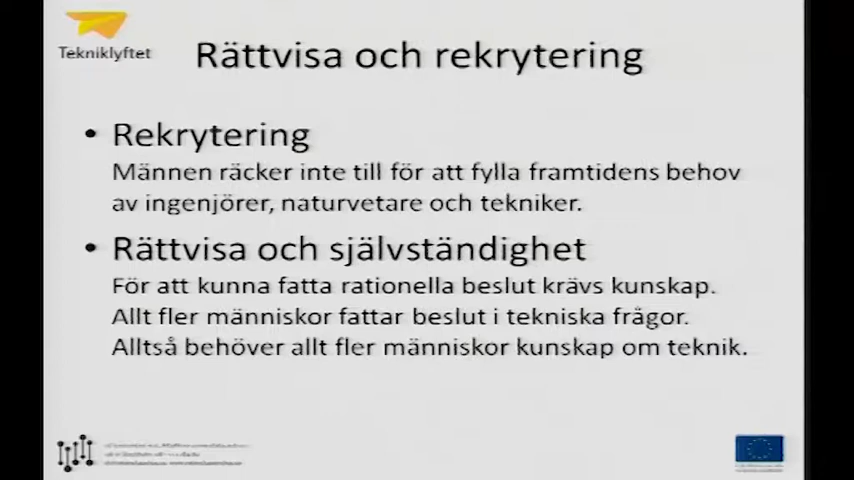 Tekniklyftet
Rättvisa och rekrytering
• Rekrytering
Männen räcker inte till för att fylla framtidens behov
av ingenjörer, naturvetare och tekniker.
• Rättvisa och självständighet
För att kunna fatta rationella beslut krävs kunskap.
Allt fler människor fattar beslut i tekniska frågor.
Alltså behöver allt fler människor kunskap om teknik.